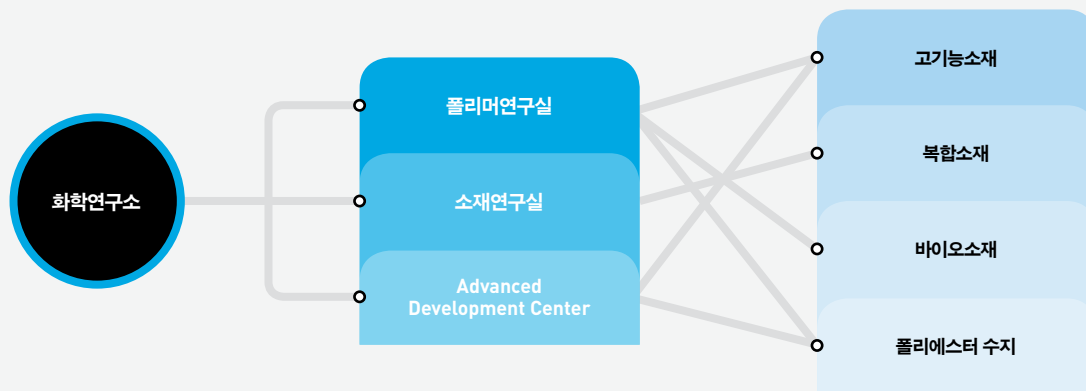 화학연구소
폴리머연구실
소재연구실
Advanced
Development Center
고기능소재
복합소재
바이오소재
폴리에스터 수지